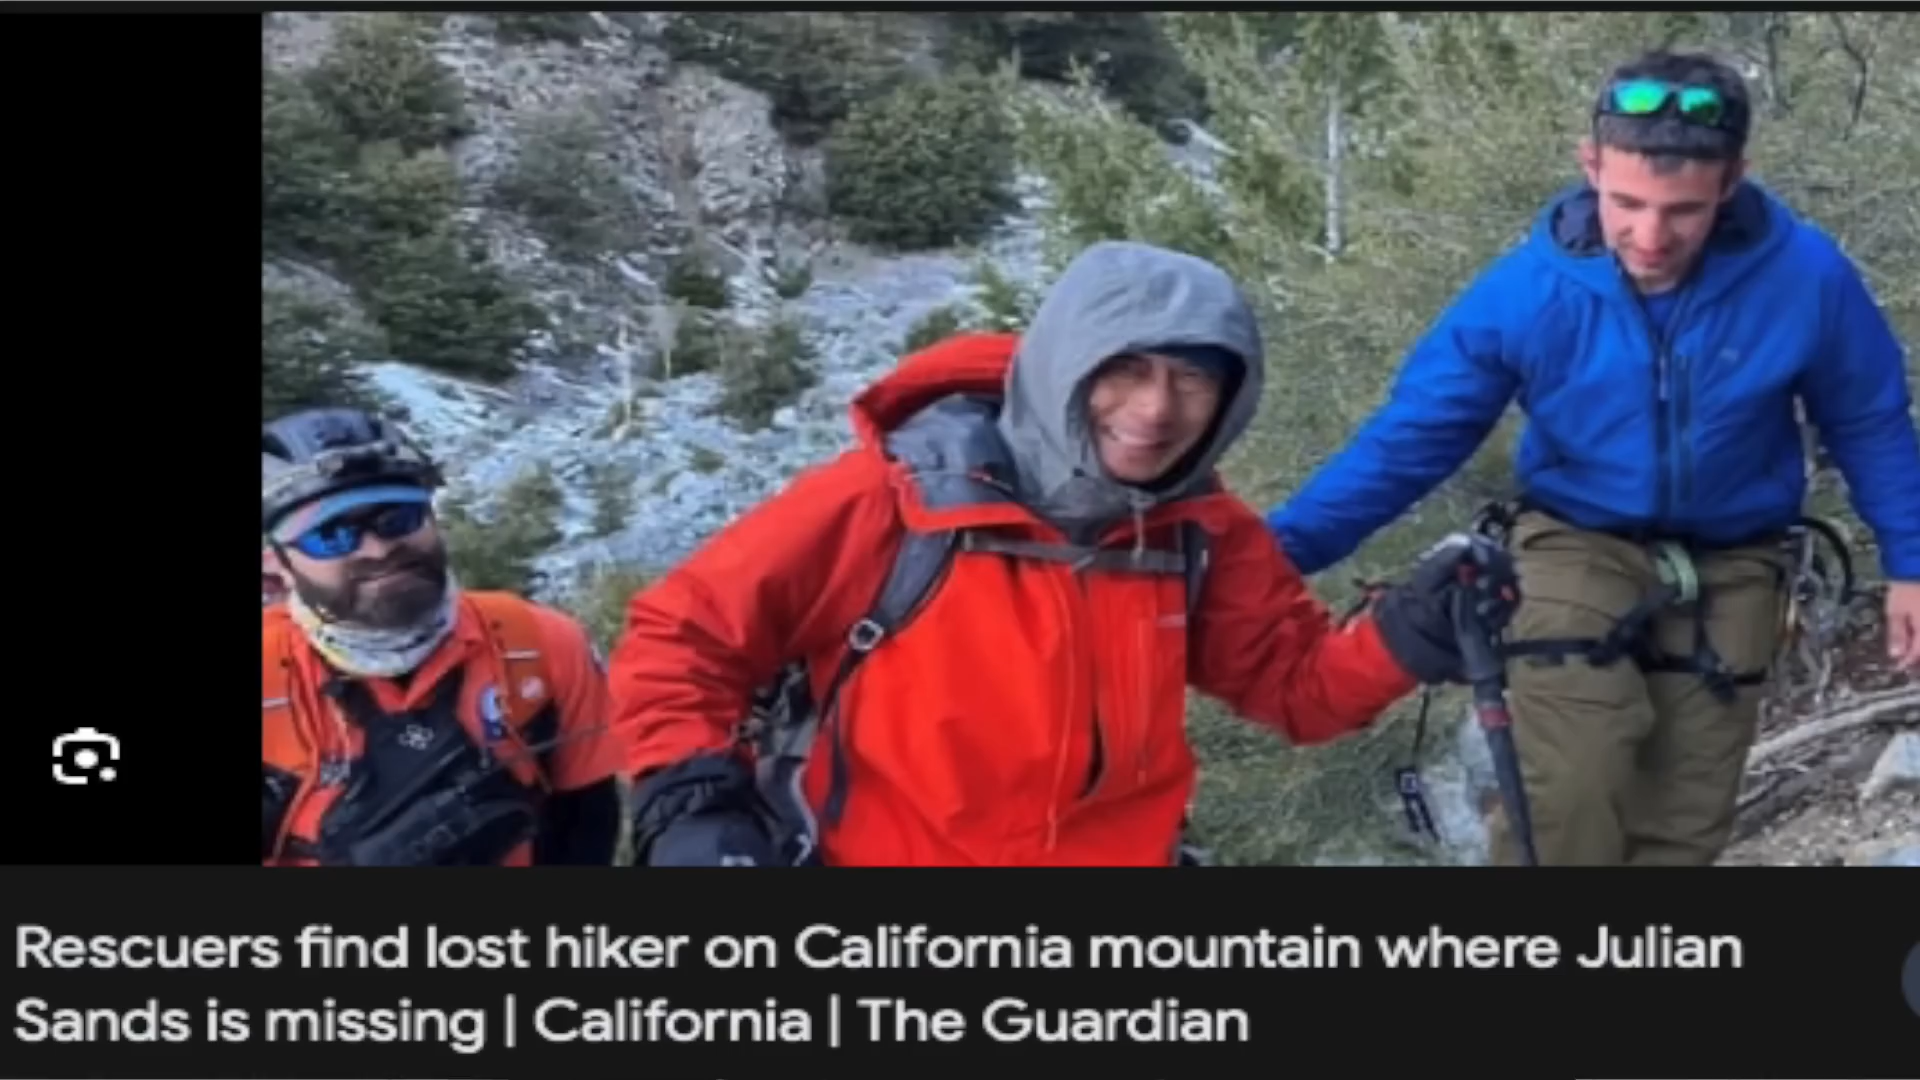 Rescuers find lost hiker on California mountain where Julian
Sands is missing | California | The Guardian